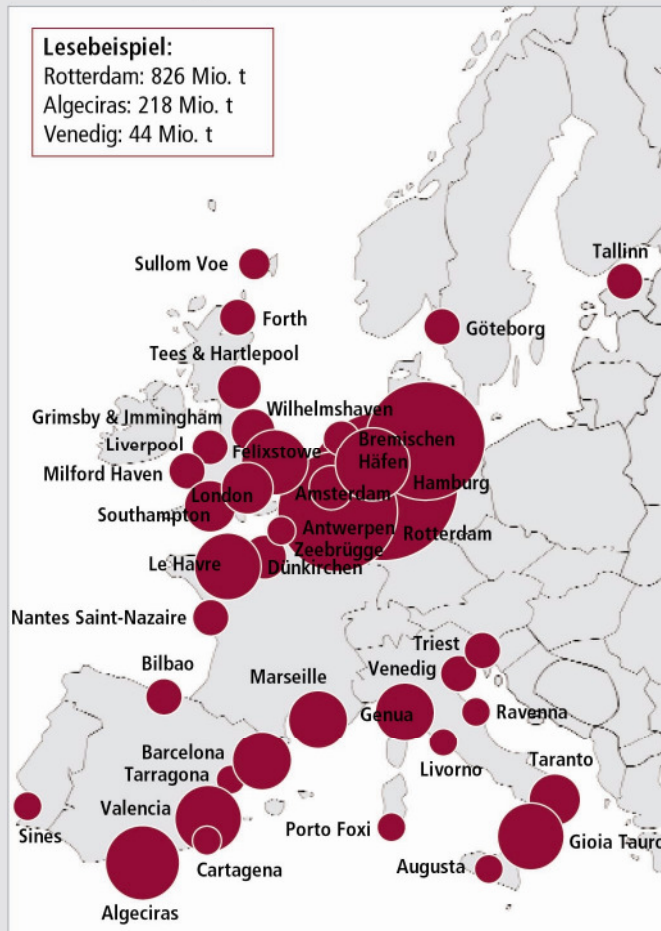 Lesebeispiel:
Rotterdam: 826 Mio. t
Algeciras: 218 Mio. t
Venedig: 44 Mio. t
Sullom Voe
Tallinn
Forth
Göteborg
Tees & Hartlepool
Wilhelmshaven
Grimsby & Jmmingham
Bremischen
Häfen
Liverpool
Felixstowe
Milford Haven
Hamburg
London
Amsterdam
Southampton
Antwerpen
Rotterdam
Zeebrügge
Le Havre
Dünkirchen
Nantes Saint-Nazaire
Triest
Bilbao
Marseille
Venedig
Genua
Ravenna
Barcelona
Livorno
Taranto
Tarragona
Valencia
Sines
Porto Foxi
Gioia Tauro
Cartagena
Augusta
Algeciras